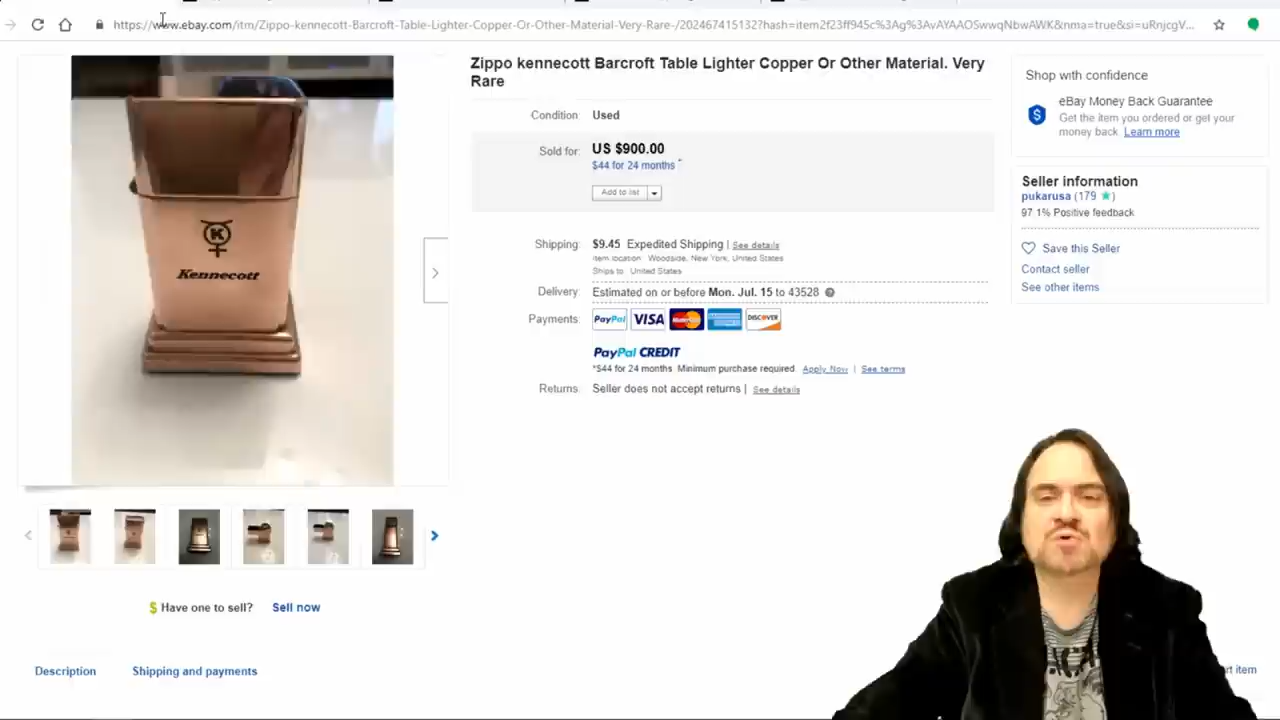 https://www.ebay.com/itm/Zippo-kennecott-Barcroft-Table-Lighter-Copper-Or-Other-Material-Very-Rare-/202467415132?hash=item2f23ff945c%3Ag%3AvAYAAOSwwqNbwAWK&nma=true&si=uRnjcgV...
Zippo kennecott Barcroft Table Lighter Copper Or Other Material. Very
Rare
Condition: Used
Sold for: US $900.00
$44 for 24 months *
Add to list
Shipping: $9.45 Expedited Shipping | See details
Item location: Woodside, New York, United States
Ships to: United States
Delivery: Estimated on or before Mon. Jul. 15 to 43528
Payments: PayPal VISA MasterCard DISCOVER
PayPal CREDIT
*$44 for 24 months. Minimum purchase required. Apply Now | See terms
Returns: Seller does not accept returns | See details
Shop with confidence
eBay Money Back Guarantee
Get the item you ordered or get your
money back. Learn more
Seller information
pukarusa (179 ★)
97.1% Positive feedback
Save this Seller
Contact seller
See other items
K
Kennecott
$ Have one to sell? Sell now
Description Shipping and payments
rt item